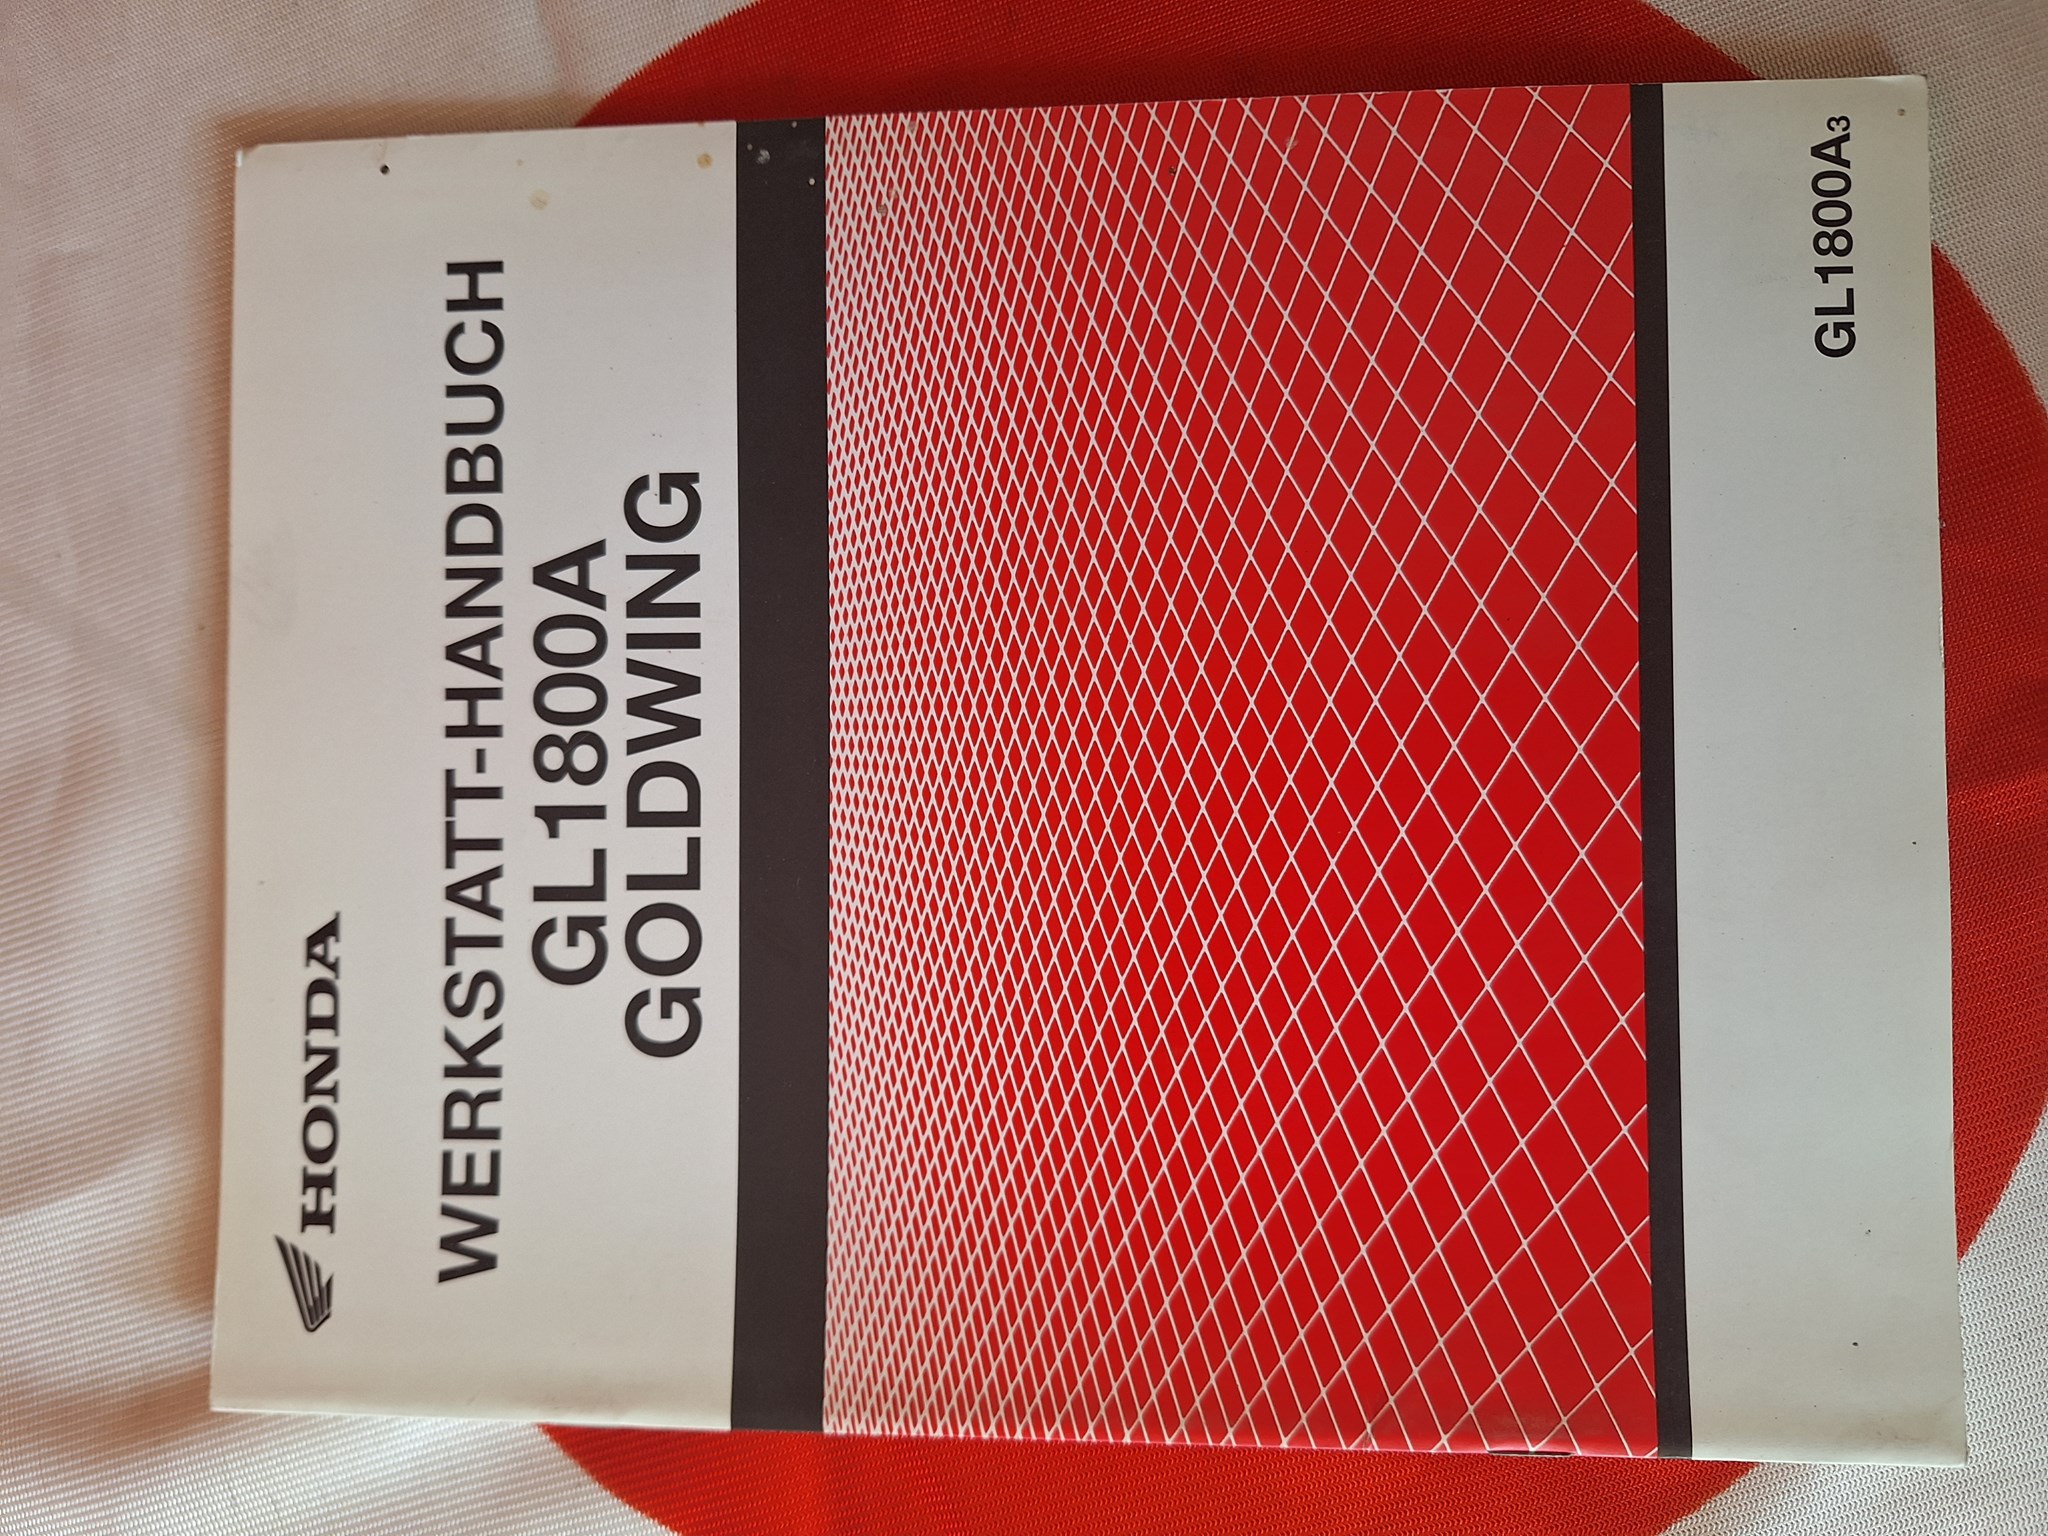 HONDA
WERKSTATT-HANDBUCH
GL1800A
GOLDWING
GL1800A3